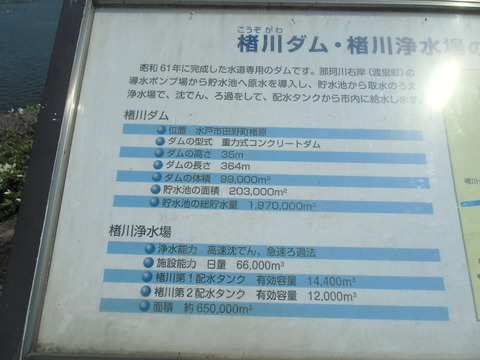 こうぞがわ
楮川ダム・楮川浄水場の
昭和61年に完成した水道専用のダムです。那珂川右岸(渡里町)の
導水ポンプ場から貯水池へ原水を導入し、貯水池から取水のうえ
浄水場で、沈でん、ろ過をして、配水タンクから市内に給水します
楮川ダム
位置 水戸市田野町楮原
ダムの型式 重力式コンクリートダム
ダムの高さ 35m
ダムの長さ 364m
ダムの体積 99,000m³
貯水池の面積 203,000m²
貯水池の総貯水量 1,970,000m³
楮川浄水場
浄水能力 高速沈でん、急速ろ過法
施設能力 日量 66,000m³
楮川第1配水タンク 有効容量 14,400m³
楮川第2配水タンク 有効容量 12,000m³
面積 約650,000m²